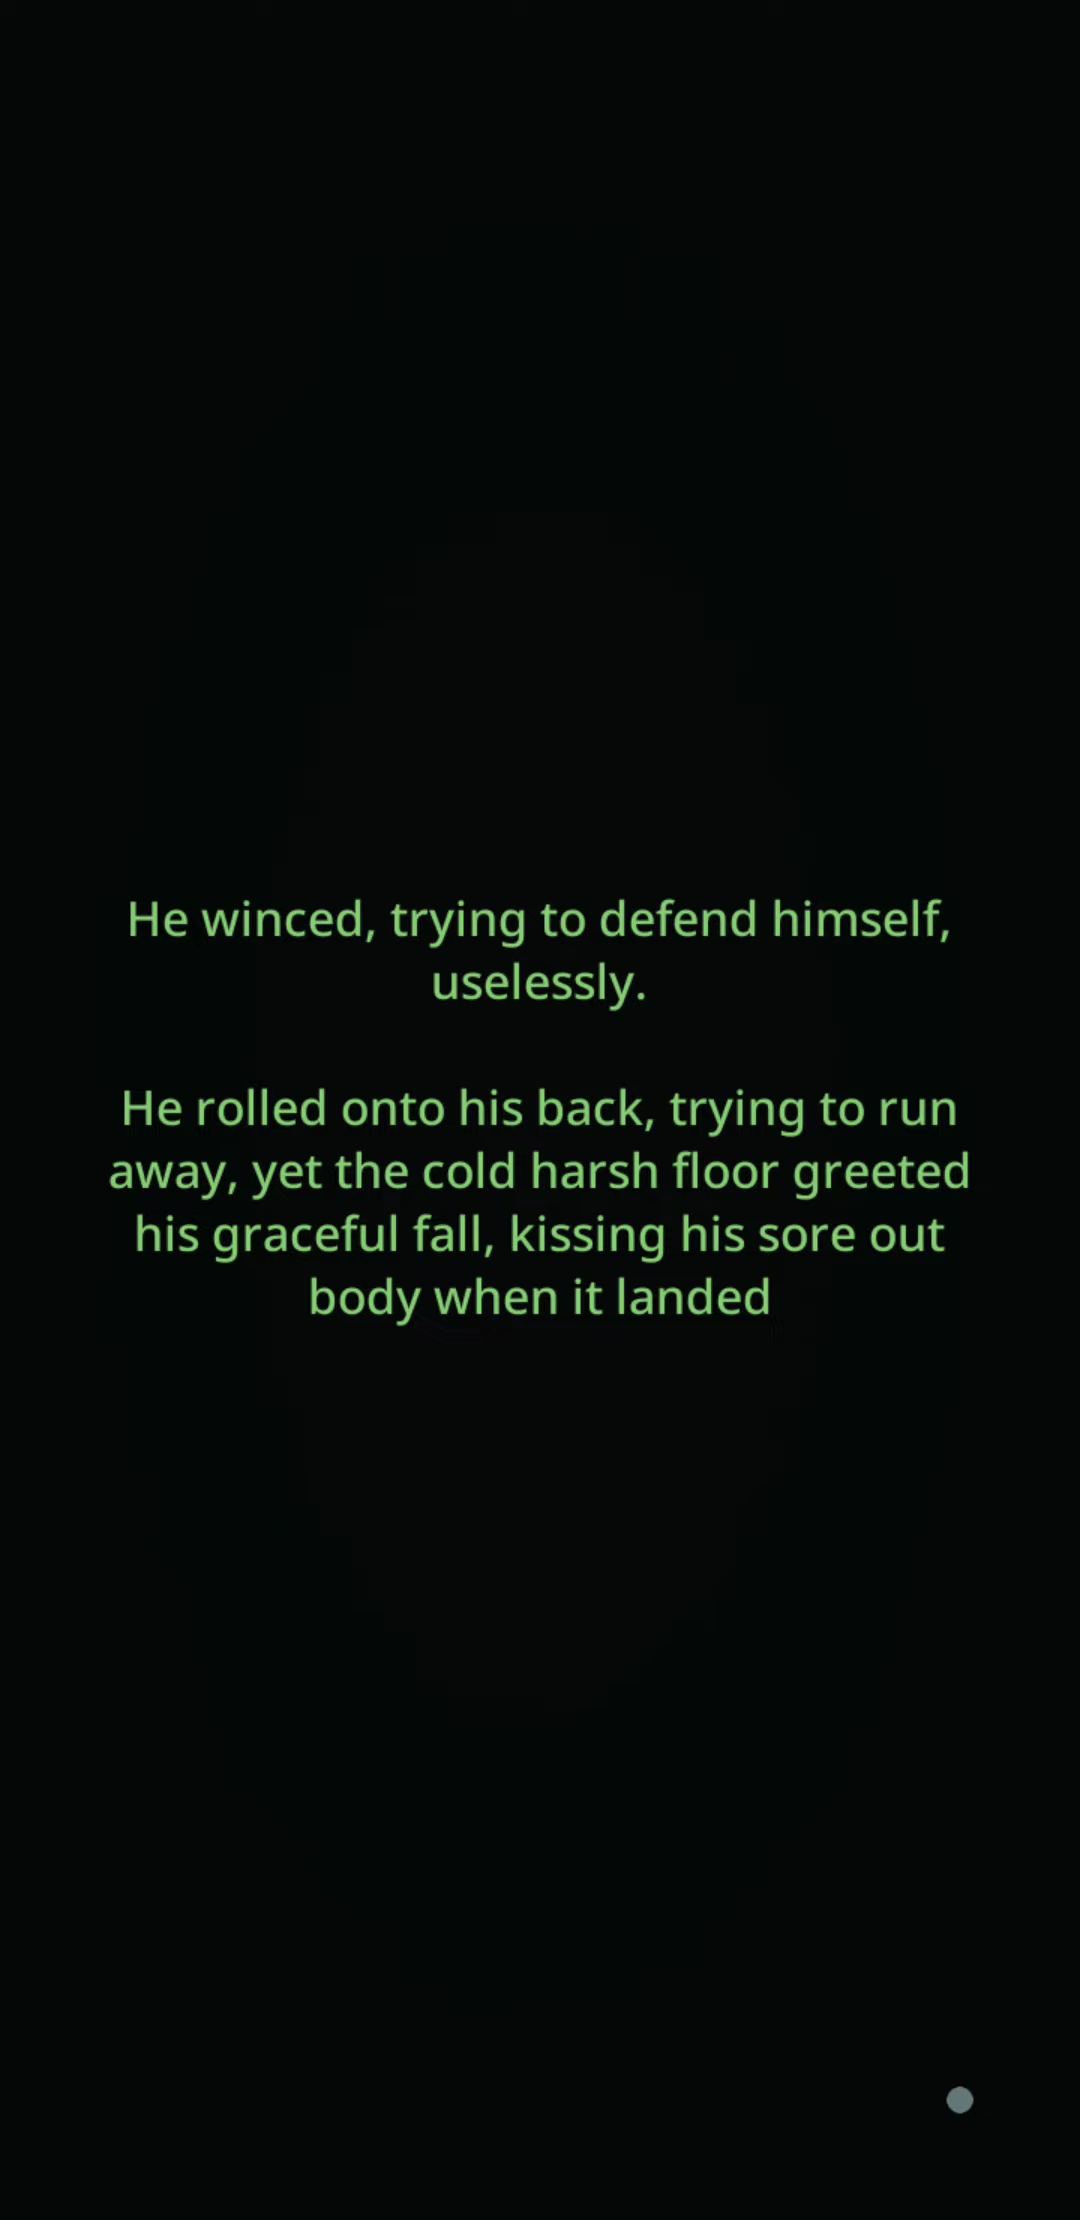 He winced, trying to defend himself,
uselessly.
He rolled onto his back, trying to run
away, yet the cold harsh floor greeted
his graceful fall, kissing his sore out
body when it landed